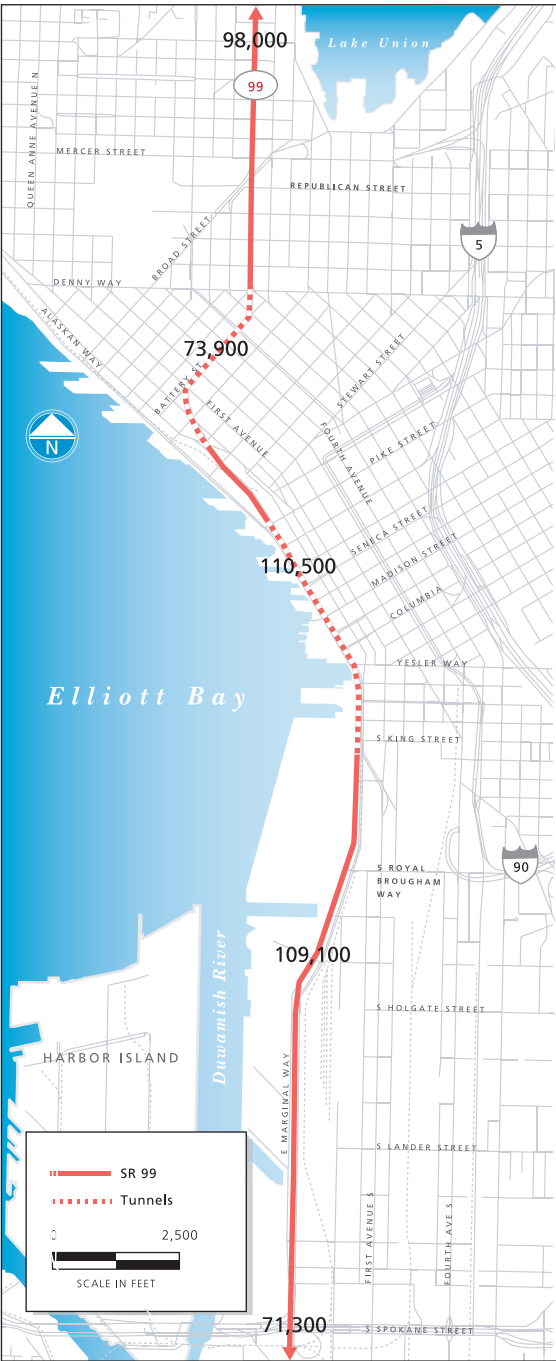 98,000
Lake Union
99
QUEEN ANNE AVENUE N
MERCER STREET
REPUBLICAN STREET
BROAD STREET
5
DENNY WAY
ALASKAN WAY
73,900
BATTERY ST
STEWART STREET
FIRST AVENUE
FOURTH AVENUE
PIKE STREET
N
SENECA STREET
110,500
MADISON STREET
COLUMBIA
YESLER WAY
Elliott Bay
S KING STREET
S ROYAL
BROUGHAM
WAY
90
109,100
Duwamish River
S HOLGATE STREET
HARBOR ISLAND
E MARGINAL WAY
S LANDER STREET
SR 99
Tunnels
FIRST AVENUE S
FOURTH AVE S
0 2,500
SCALE IN FEET
71,300
S SPOKANE STREET